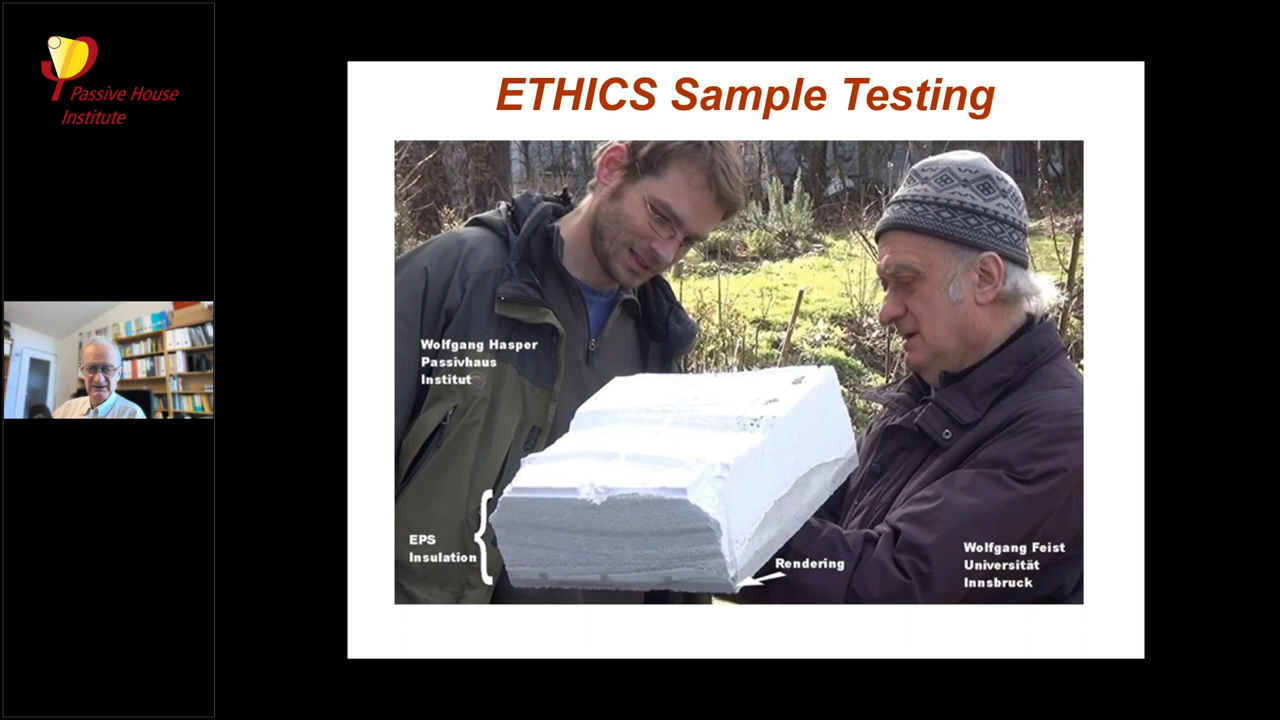 Passive House
Institute
ETHICS Sample Testing
Wolfgang Hasper
Passivhaus
Institut
EPS
Insulation
Rendering
Wolfgang Feist
Universität
Innsbruck